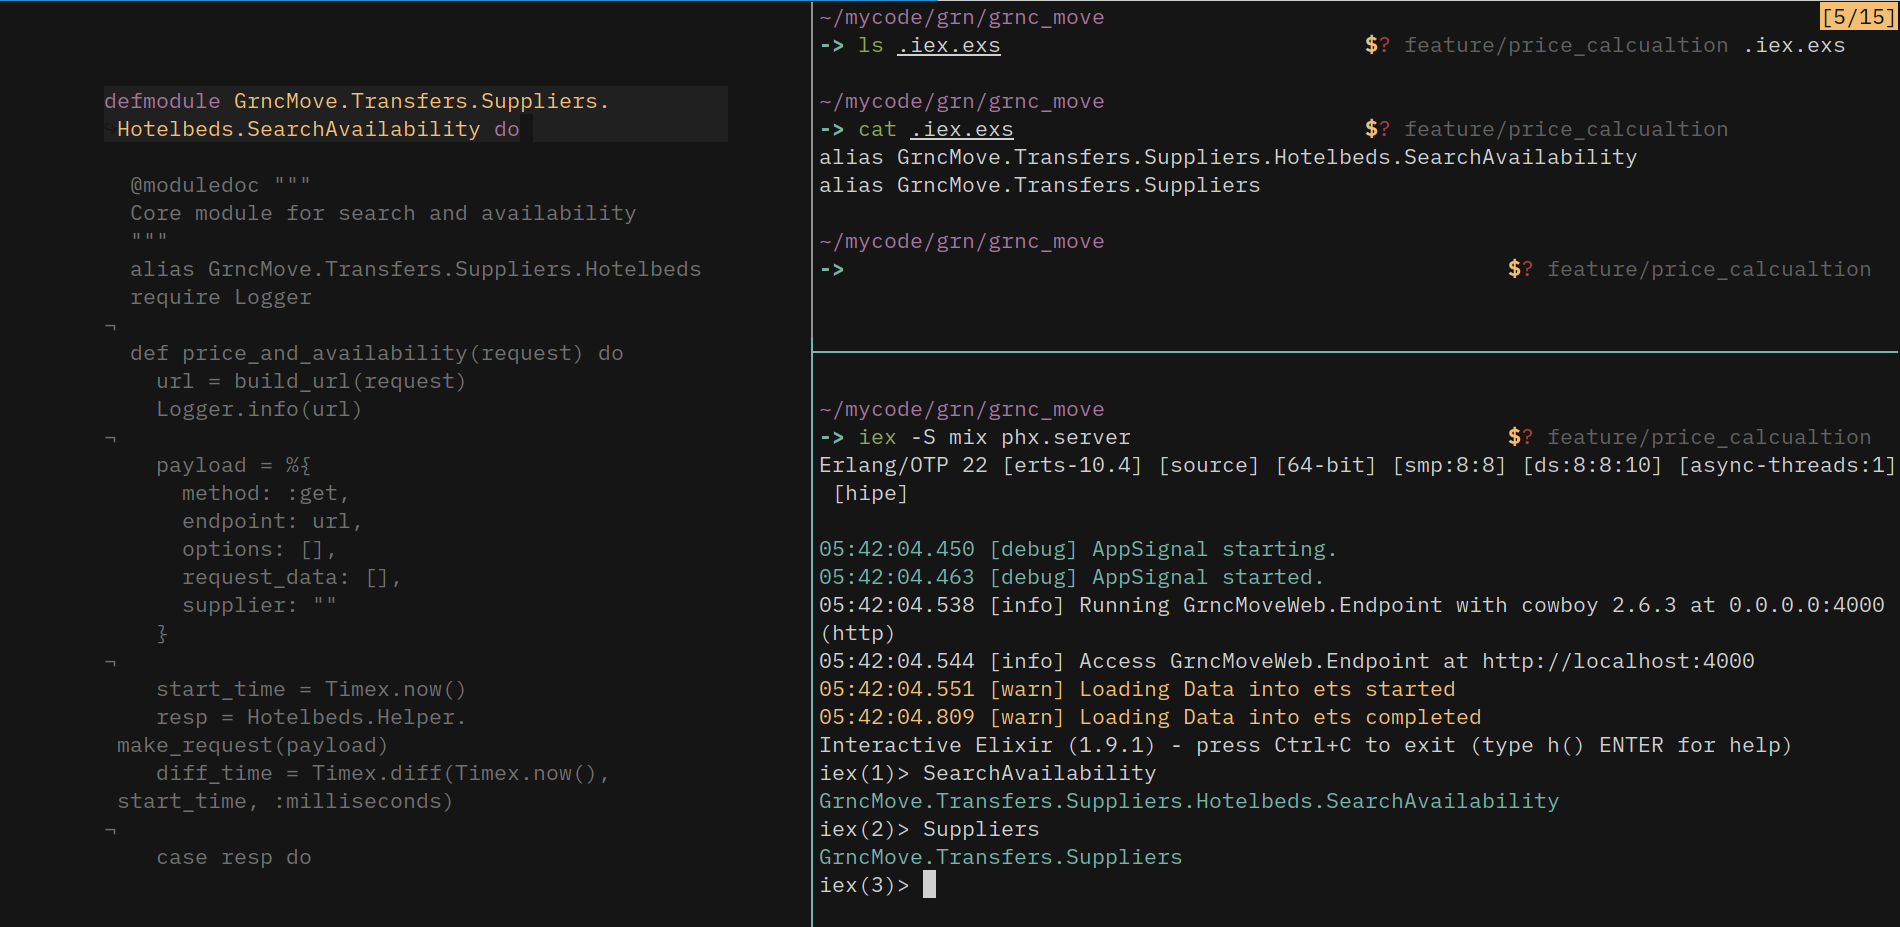 defmodule GrncMove.Transfers.Suppliers.
Hotelbeds.SearchAvailability do
@moduledoc """
Core module for search and availability
"""
alias GrncMove.Transfers.Suppliers.Hotelbeds
require Logger
¬
def price_and_availability(request) do
url = build_url(request)
Logger.info(url)
¬
payload = %{
method: :get,
endpoint: url,
options: [],
request_data: [],
supplier: ""
}
¬
start_time = Timex.now()
resp = Hotelbeds.Helper.
make_request(payload)
diff_time = Timex.diff(Timex.now(),
start_time, :milliseconds)
¬
case resp do
~/mycode/grn/grnc_move [5/15]
-> ls .iex.exs $? feature/price_calcualtion .iex.exs
~/mycode/grn/grnc_move
-> cat .iex.exs $? feature/price_calcualtion
alias GrncMove.Transfers.Suppliers.Hotelbeds.SearchAvailability
alias GrncMove.Transfers.Suppliers
~/mycode/grn/grnc_move
-> $? feature/price_calcualtion
~/mycode/grn/grnc_move
-> iex -S mix phx.server $? feature/price_calcualtion
Erlang/OTP 22 [erts-10.4] [source] [64-bit] [smp:8:8] [ds:8:8:10] [async-threads:1]
[hipe]
05:42:04.450 [debug] AppSignal starting.
05:42:04.463 [debug] AppSignal started.
05:42:04.538 [info] Running GrncMoveWeb.Endpoint with cowboy 2.6.3 at 0.0.0.0:4000
(http)
05:42:04.544 [info] Access GrncMoveWeb.Endpoint at http://localhost:4000
05:42:04.551 [warn] Loading Data into ets started
05:42:04.809 [warn] Loading Data into ets completed
Interactive Elixir (1.9.1) - press Ctrl+C to exit (type h() ENTER for help)
iex(1)> SearchAvailability
GrncMove.Transfers.Suppliers.Hotelbeds.SearchAvailability
iex(2)> Suppliers
GrncMove.Transfers.Suppliers
iex(3)>